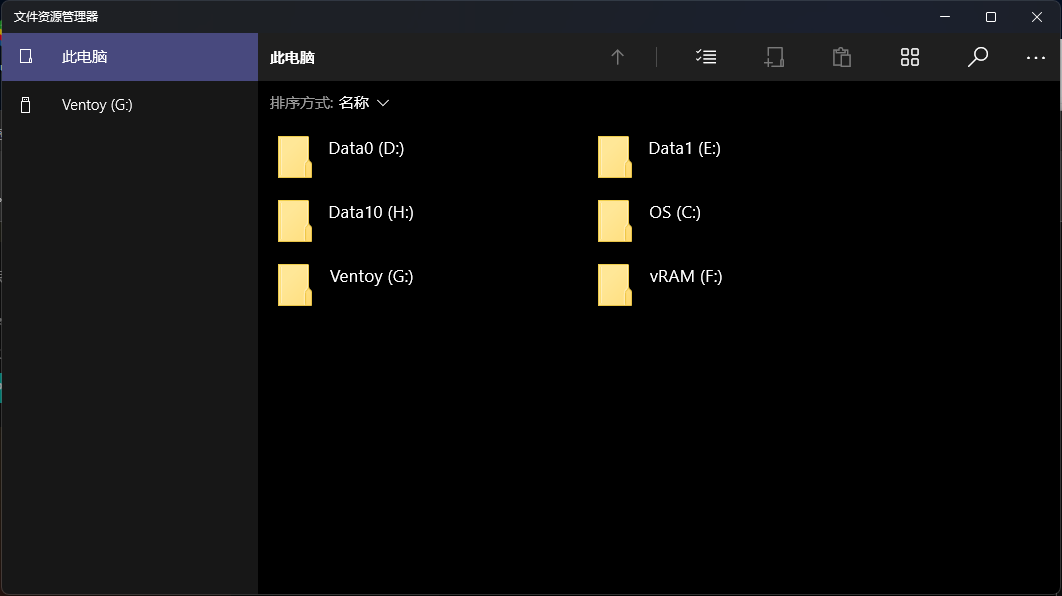 文件资源管理器
此电脑
Ventoy (G:)
此电脑
排序方式: 名称
Data0 (D:)
Data1 (E:)
Data10 (H:)
OS (C:)
Ventoy (G:)
vRAM (F:)